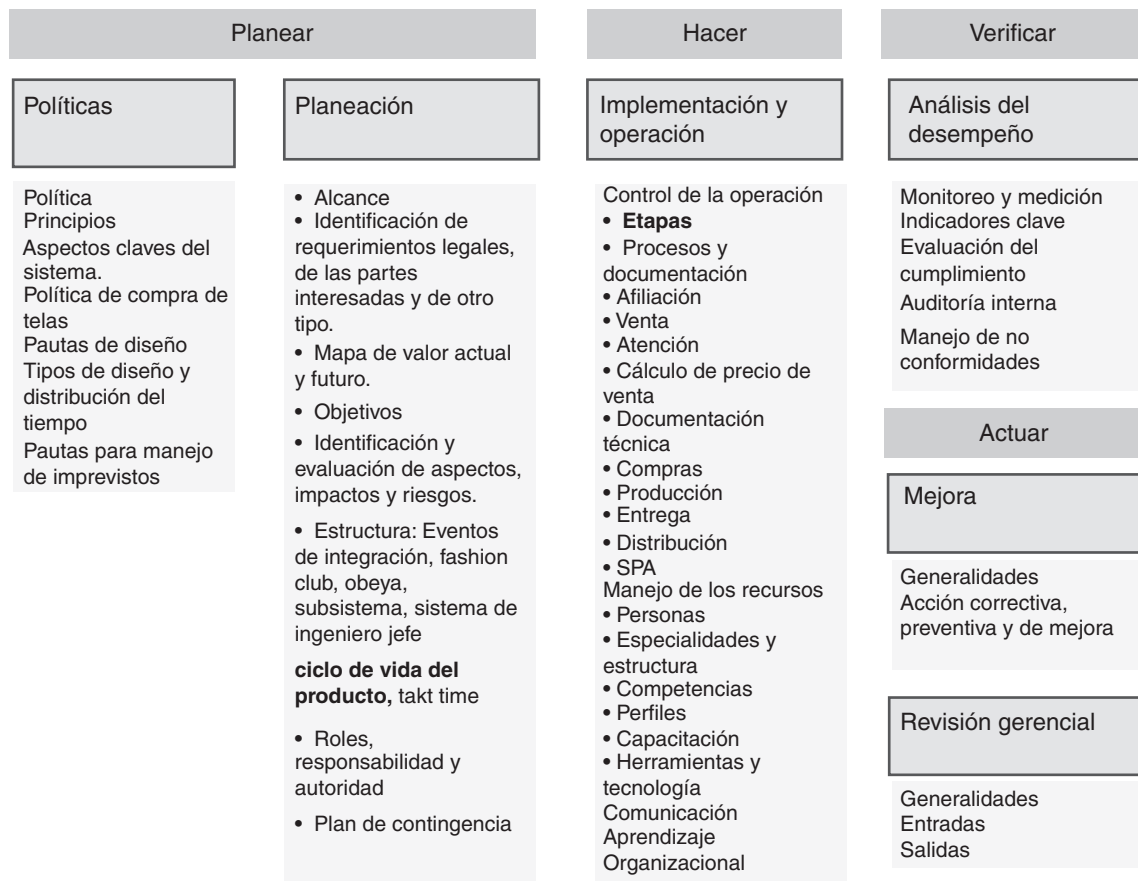 Planear
Políticas
Política
Principios
Aspectos claves del
sistema.
Política de compra de
telas
Pautas de diseño
Tipos de diseño y
distribución del
tiempo
Pautas para manejo
de imprevistos
Planeación
• Alcance
• Identificación de
requerimientos legales,
de las partes
interesadas y de otro
tipo.
• Mapa de valor actual
y futuro.
• Objetivos
• Identificación y
evaluación de aspectos,
impactos y riesgos.
• Estructura: Eventos
de integración, fashion
club, obeya,
subsistema, sistema de
ingeniero jefe
ciclo de vida del
producto, takt time
• Roles,
responsabilidad y
autoridad
• Plan de contingencia
Hacer
Implementación y
operación
Control de la operación
• Etapas
• Procesos y
documentación
• Afiliación
• Venta
• Atención
• Cálculo de precio de
venta
• Documentación
técnica
• Compras
• Producción
• Entrega
• Distribución
• SPA
Manejo de los recursos
• Personas
• Especialidades y
estructura
• Competencias
• Perfiles
• Capacitación
• Herramientas y
tecnología
Comunicación
Aprendizaje
Organizacional
Verificar
Análisis del
desempeño
Monitoreo y medición
Indicadores clave
Evaluación del
cumplimiento
Auditoría interna
Manejo de no
conformidades
Actuar
Mejora
Generalidades
Acción correctiva,
preventiva y de mejora
Revisión gerencial
Generalidades
Entradas
Salidas